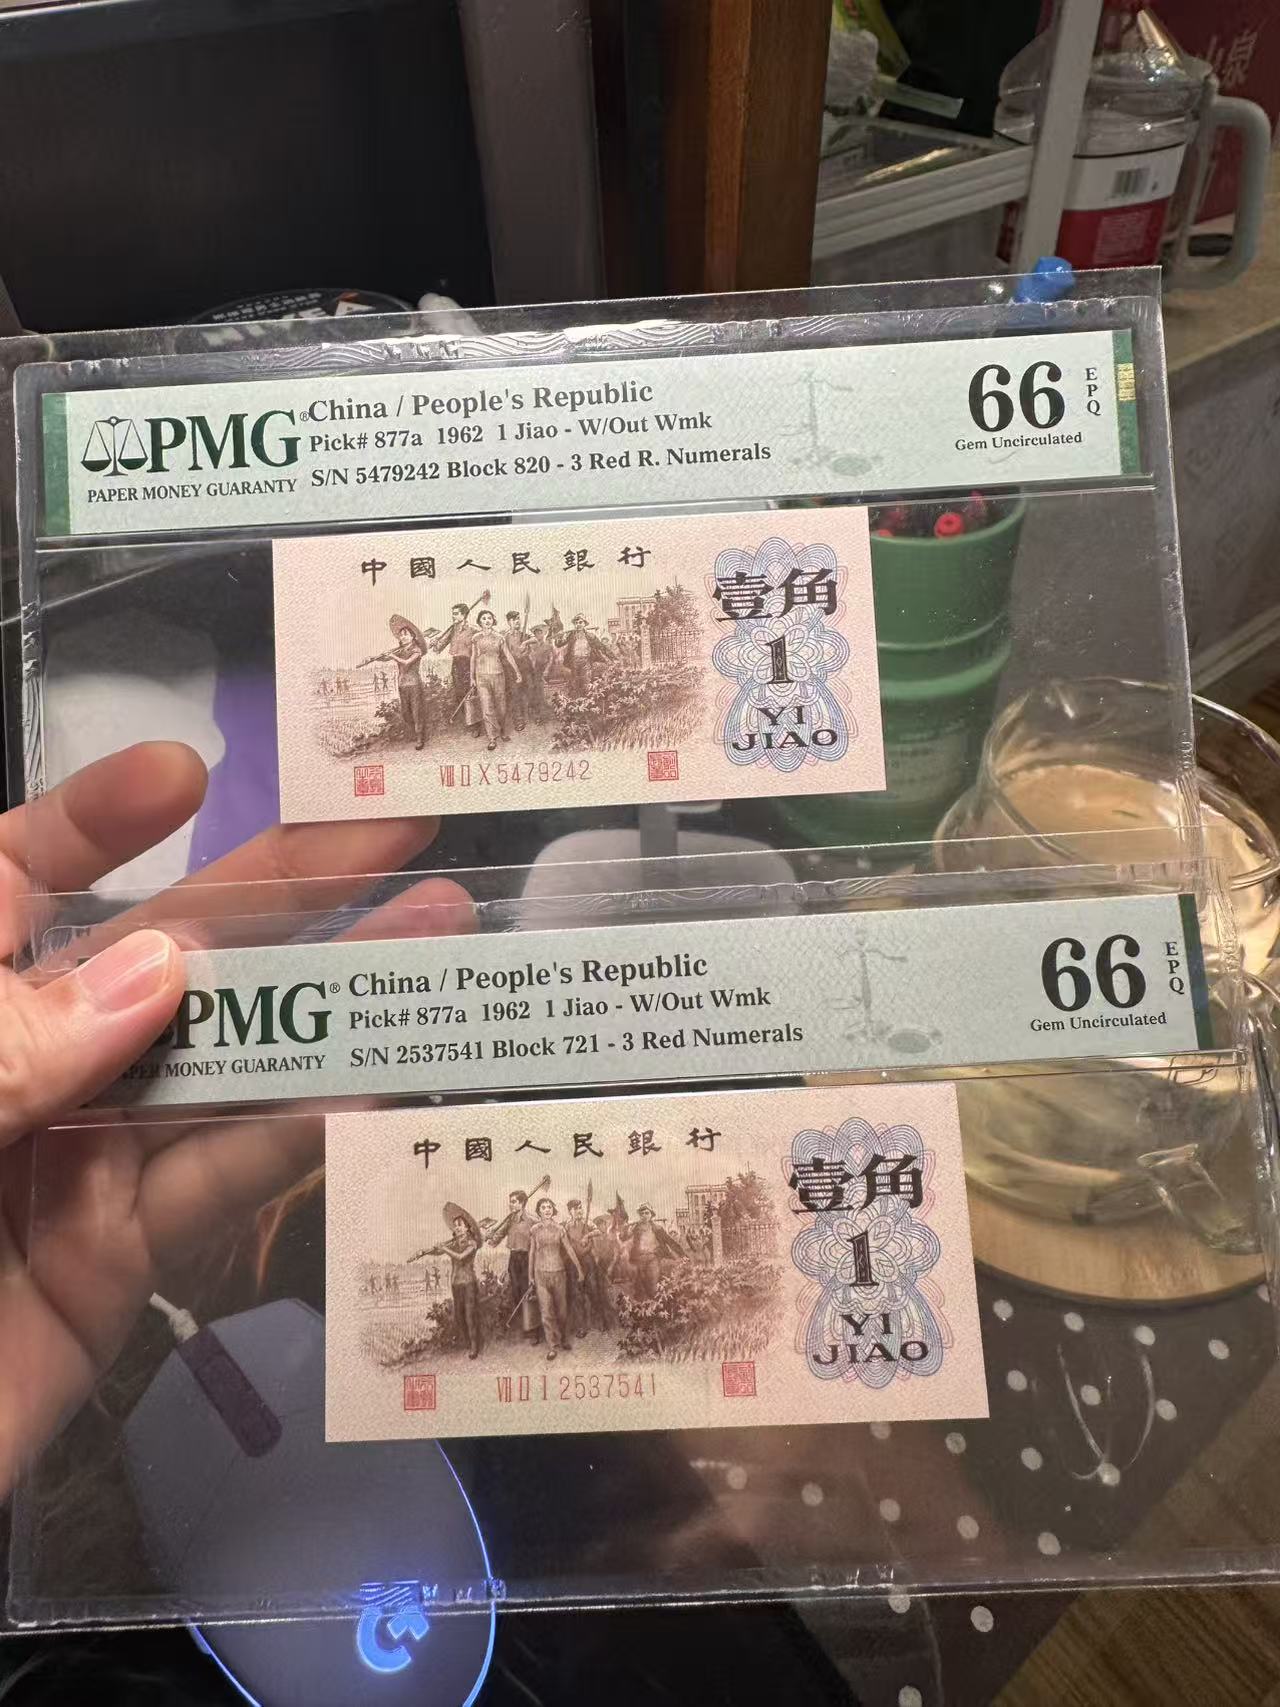 山泉
NIVEA
PMG®
PAPER MONEY GUARANTY
China / People's Republic
Pick# 877a 1962 1 Jiao - W/Out Wmk
S/N 5479242 Block 820 - 3 Red R. Numerals
66
EPQ
Gem Uncirculated
中國人民銀行
壹角
1
YI
JIAO
VIII II X 5479242
PMG®
PAPER MONEY GUARANTY
China / People's Republic
Pick# 877a 1962 1 Jiao - W/Out Wmk
S/N 2537541 Block 721 - 3 Red Numerals
66
EPQ
Gem Uncirculated
中國人民銀行
壹角
1
YI
JIAO
VII II I 2537541